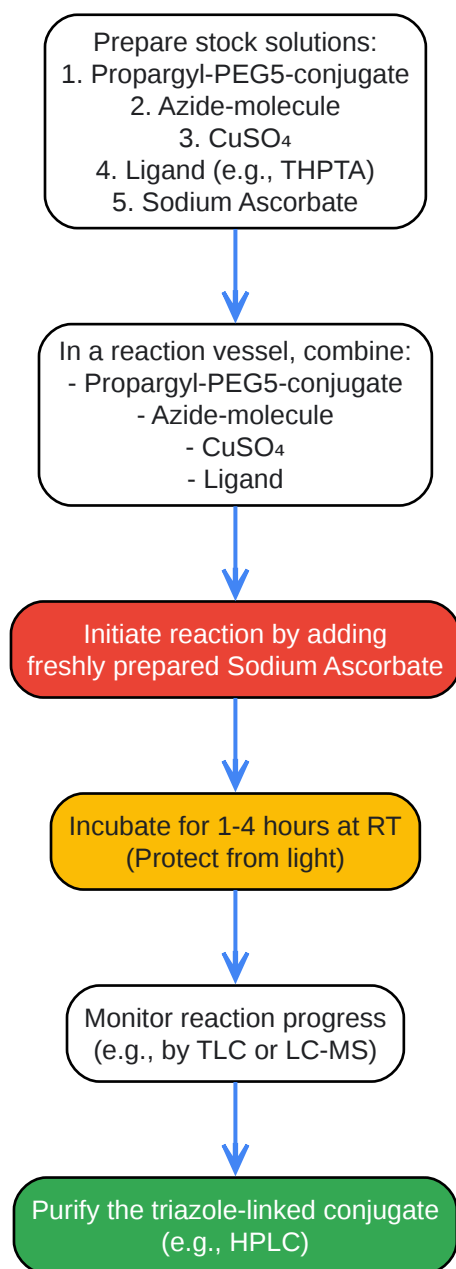 Prepare stock solutions:
1. Propargyl-PEG5-conjugate
2. Azide-molecule
3. CuSO₄
4. Ligand (e.g., THPTA)
5. Sodium Ascorbate
In a reaction vessel, combine:
- Propargyl-PEG5-conjugate
- Azide-molecule
- CuSO₄
- Ligand
Initiate reaction by adding
freshly prepared Sodium Ascorbate
Incubate for 1-4 hours at RT
(Protect from light)
Monitor reaction progress
(e.g., by TLC or LC-MS)
Purify the triazole-linked conjugate
(e.g., HPLC)